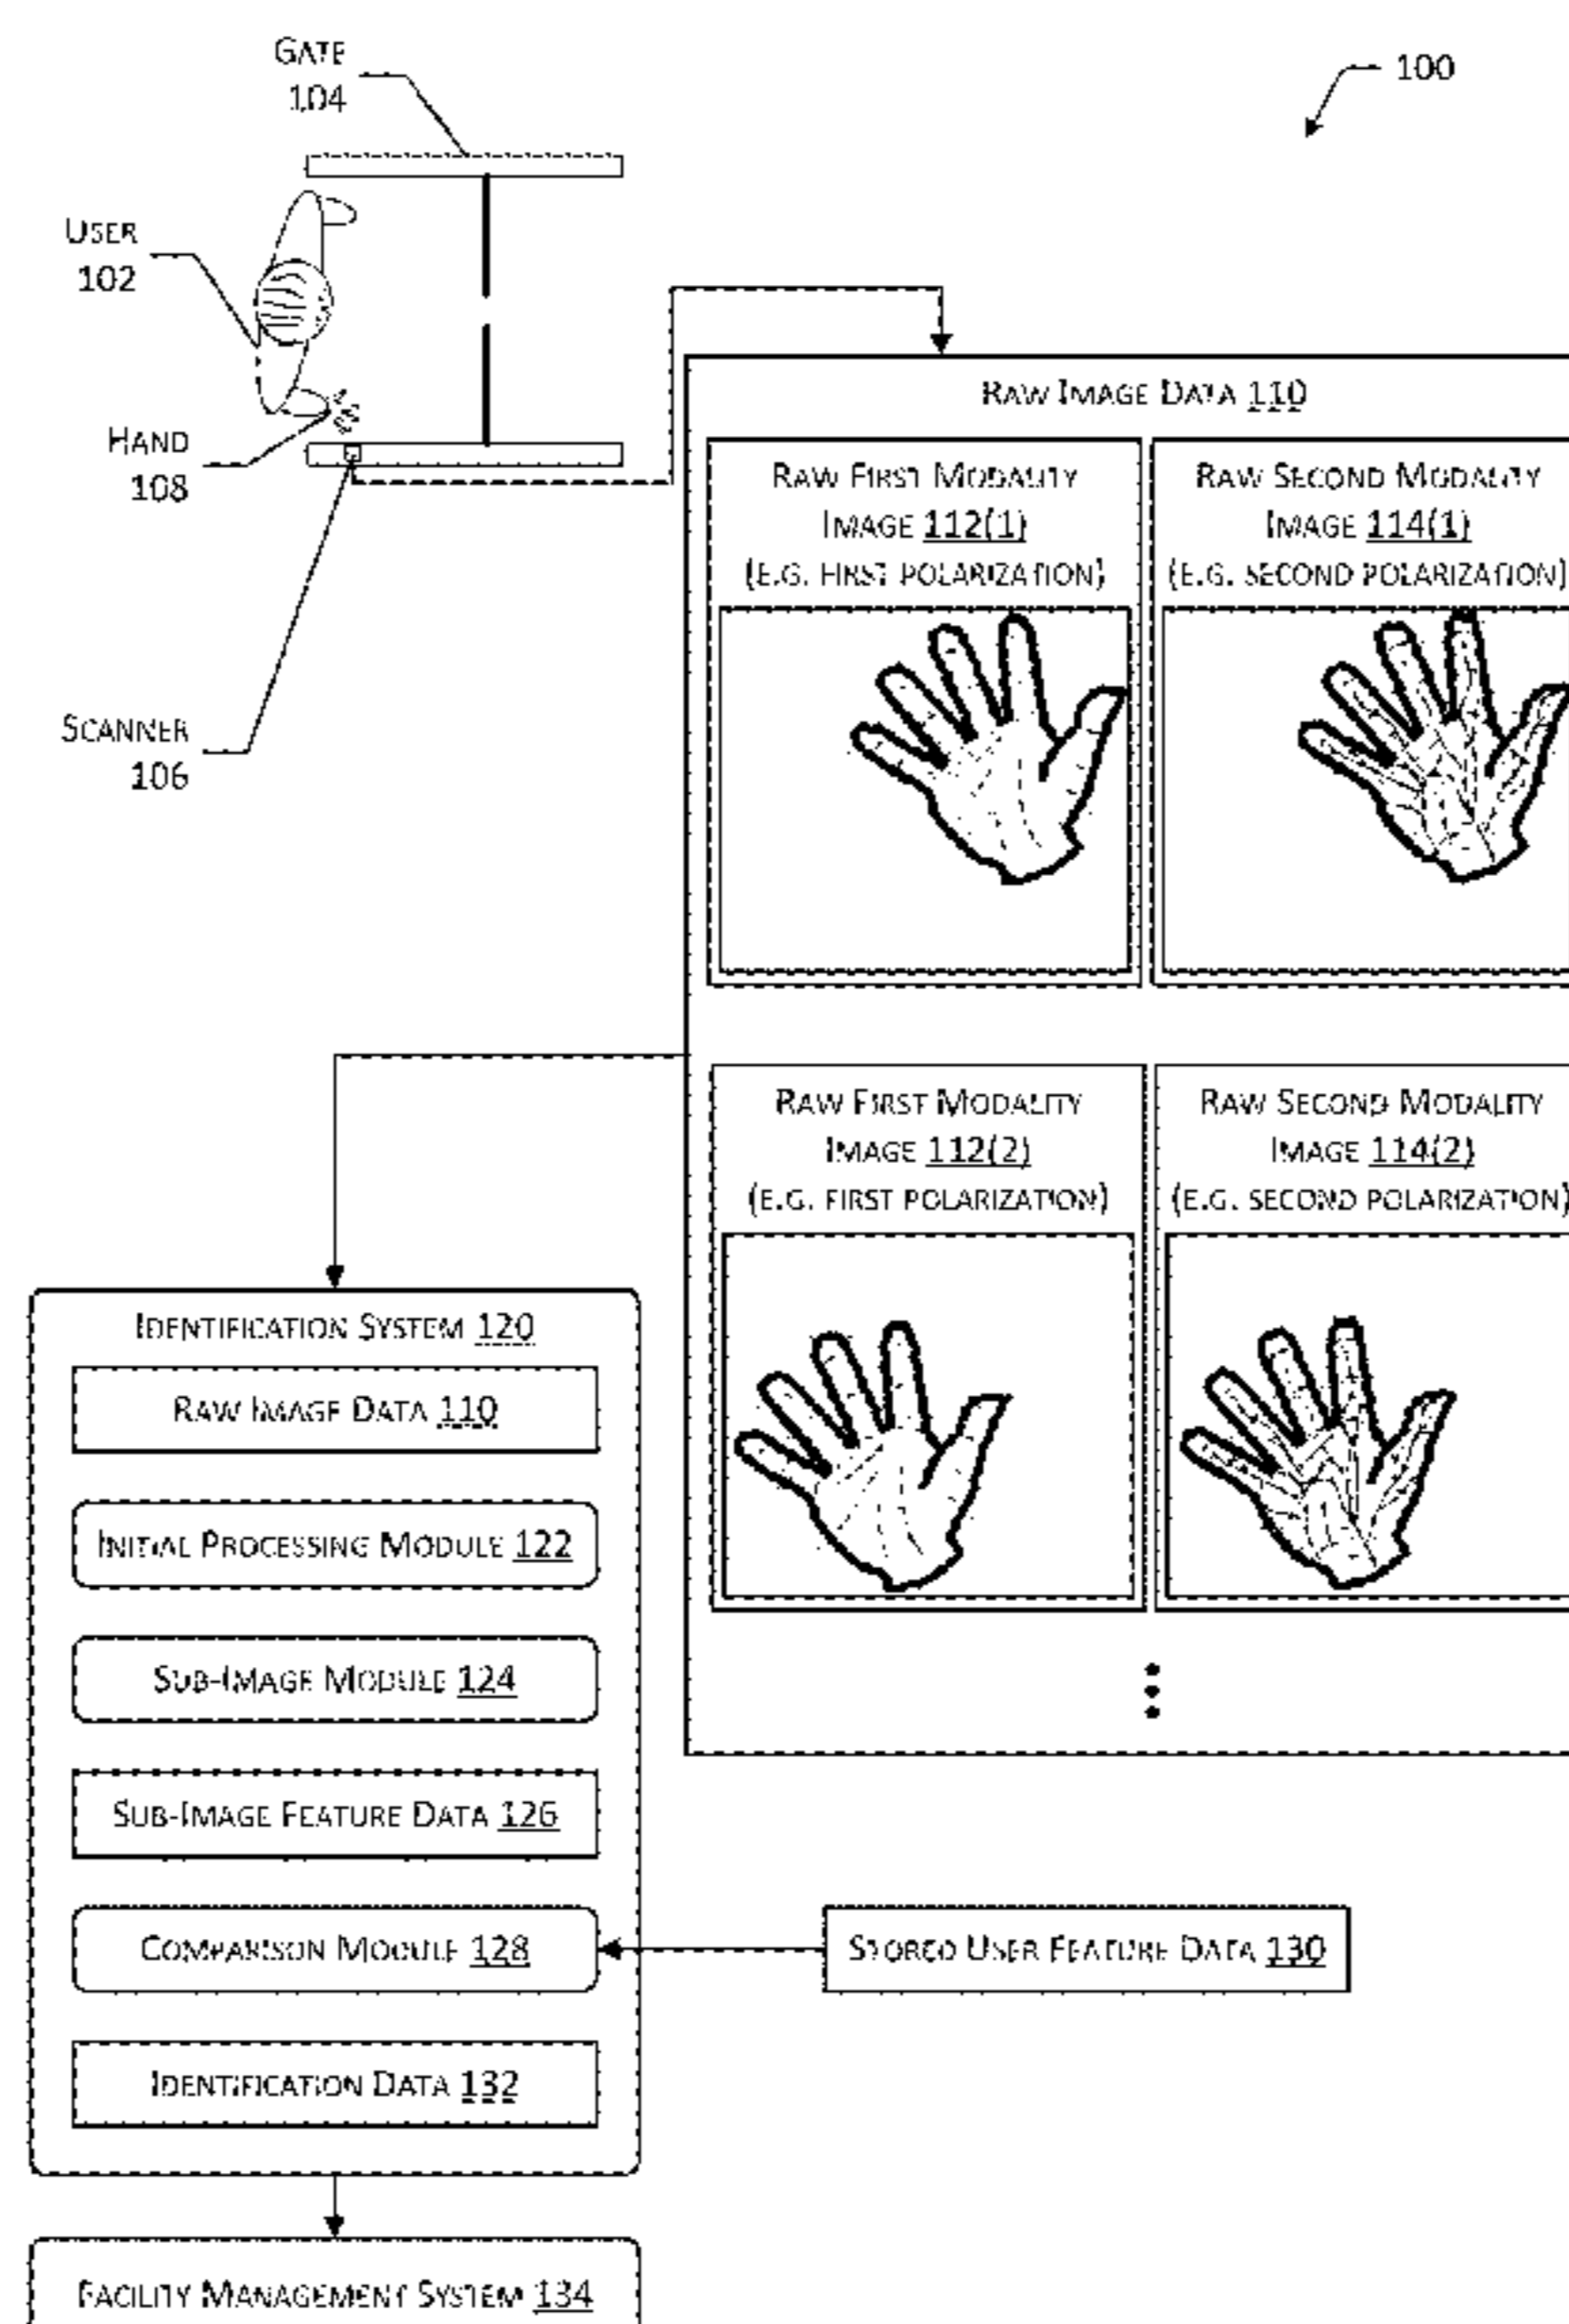 GATE
104
100
USER
102
HAND
108
SCANNER
106
RAW IMAGE DATA 110
RAW FIRST MODALITY
IMAGE 112(1)
(E.G. FIRST POLARIZATION)
RAW SECOND MODALITY
IMAGE 114(1)
(E.G. SECOND POLARIZATION)
RAW FIRST MODALITY
IMAGE 112(2)
(E.G. FIRST POLARIZATION)
RAW SECOND MODALITY
IMAGE 114(2)
(E.G. SECOND POLARIZATION)
IDENTIFICATION SYSTEM 120
RAW IMAGE DATA 110
INITIAL PROCESSING MODULE 122
SUB-IMAGE MODULE 124
SUB-IMAGE FEATURE DATA 126
COMPARISON MODULE 128
STORED USER FEATURE DATA 130
IDENTIFICATION DATA 132
FACILITY MANAGEMENT SYSTEM 134